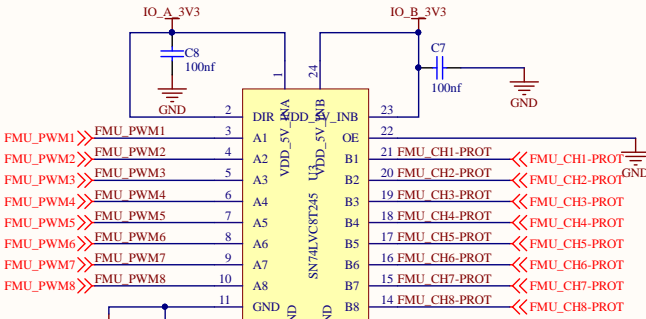 IO_A_3V3
IO_B_3V3
C8
100nf
GND
C7
100nf
GND
1
24
VDD_5V_INA
VDD_5V_INB
2 DIR VDD_5V_INB 23
FMU_PWM1 FMU_PWM1 3 A1 OE 22
FMU_PWM2 FMU_PWM2 4 A2 B1 21 FMU_CH1-PROT FMU_CH1-PROT
GND
FMU_PWM3 FMU_PWM3 5 A3 B2 20 FMU_CH2-PROT FMU_CH2-PROT
FMU_PWM4 FMU_PWM4 6 A4 B3 19 FMU_CH3-PROT FMU_CH3-PROT
FMU_PWM5 FMU_PWM5 7 A5 B4 18 FMU_CH4-PROT FMU_CH4-PROT
FMU_PWM6 FMU_PWM6 8 A6 B5 17 FMU_CH5-PROT FMU_CH5-PROT
FMU_PWM7 FMU_PWM7 9 A7 B6 16 FMU_CH6-PROT FMU_CH6-PROT
FMU_PWM8 FMU_PWM8 10 A8 B7 15 FMU_CH7-PROT FMU_CH7-PROT
11 GND B8 14 FMU_CH8-PROT FMU_CH8-PROT
U3
SN74LVC8T245
GND
GND